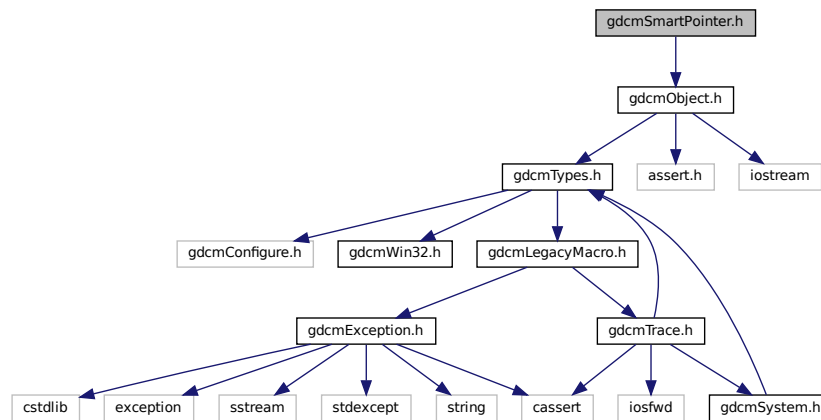 gdcmSmartPointer.h
gdcmObject.h
gdcmTypes.h
assert.h
iostream
gdcmConfigure.h
gdcmWin32.h
gdcmLegacyMacro.h
gdcmException.h
gdcmTrace.h
cstdlib
exception
sstream
stdexcept
string
cassert
iosfwd
gdcmSystem.h